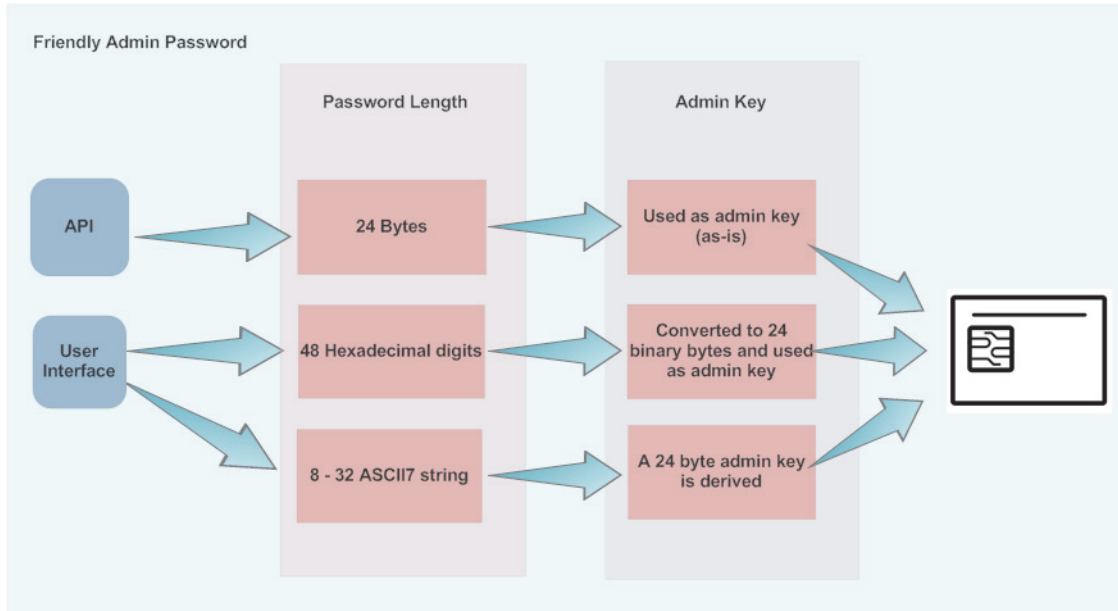 Friendly Admin Password
Password Length
Admin Key
API
24 Bytes
Used as admin key
(as-is)
User
Interface
48 Hexadecimal digits
Converted to 24
binary bytes and used
as admin key
8 - 32 ASCII7 string
A 24 byte admin key
is derived